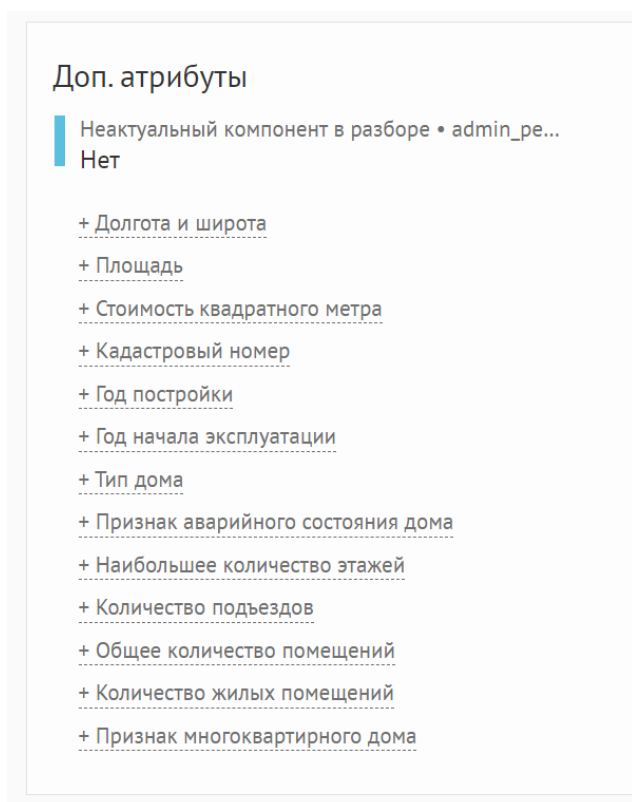 Доп. атрибуты
Неактуальный компонент в разборе • admin_pe...
Нет
+ Долгота и широта
+ Площадь
+ Стоимость квадратного метра
+ Кадастровый номер
+ Год постройки
+ Год начала эксплуатации
+ Тип дома
+ Признак аварийного состояния дома
+ Наибольшее количество этажей
+ Количество подъездов
+ Общее количество помещений
+ Количество жилых помещений
+ Признак многоквартирного дома